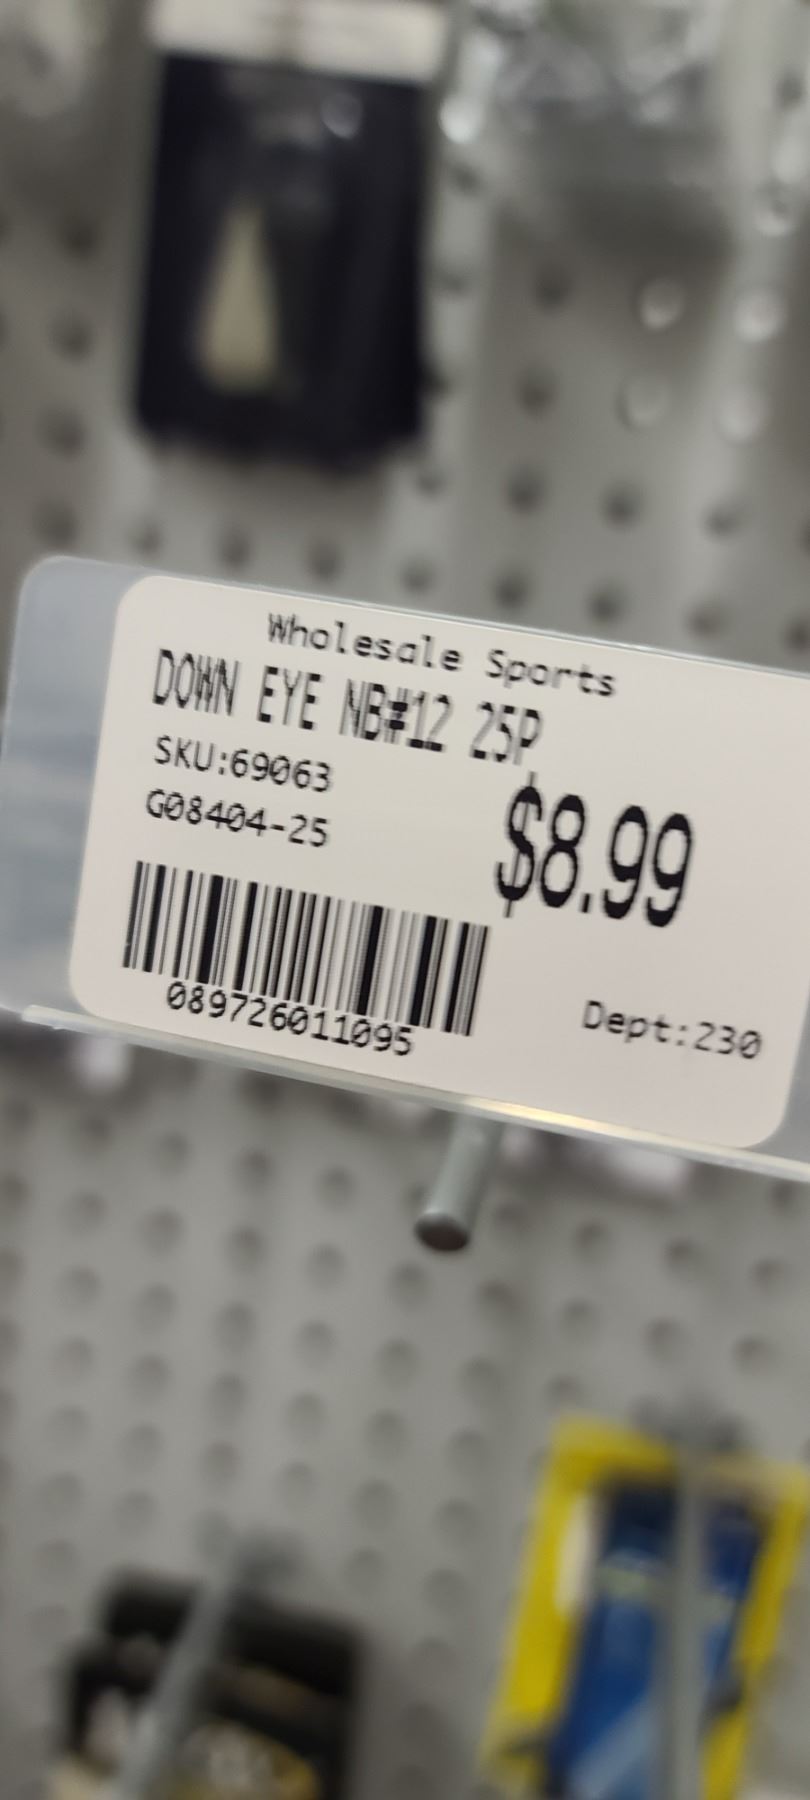 Wholesale Sports
DOWN EYE NB#12 25P
SKU:69063
G08404-25
$8.99
089726011095
Dept:230